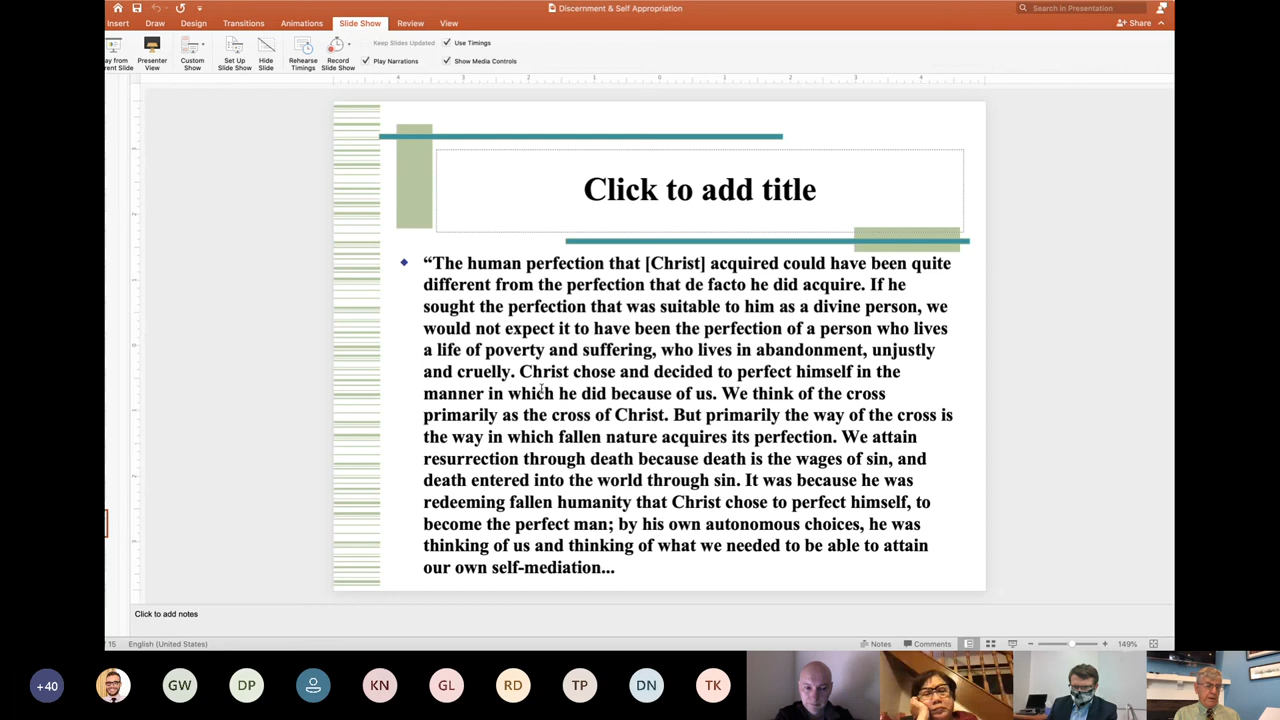 Discernment & Self Appropriation
Search in Presentation
Insert Draw Design Transitions Animations Slide Show Review View
Share
Keep Slides Updated Use Timings
Presenter View
Custom Show
Set Up Slide Show
Hide Slide
Rehearse Timings
Record Slide Show
Play Narrations Show Media Controls
Click to add title
“The human perfection that [Christ] acquired could have been quite
different from the perfection that de facto he did acquire. If he
sought the perfection that was suitable to him as a divine person, we
would not expect it to have been the perfection of a person who lives
a life of poverty and suffering, who lives in abandonment, unjustly
and cruelly. Christ chose and decided to perfect himself in the
manner in which he did because of us. We think of the cross
primarily as the cross of Christ. But primarily the way of the cross is
the way in which fallen nature acquires its perfection. We attain
resurrection through death because death is the wages of sin, and
death entered into the world through sin. It was because he was
redeeming fallen humanity that Christ chose to perfect himself, to
become the perfect man; by his own autonomous choices, he was
thinking of us and thinking of what we needed to be able to attain
our own self-mediation...
Click to add notes
15 English (United States) Notes Comments 149%
+40 GW DP KN GL RD TP DN TK